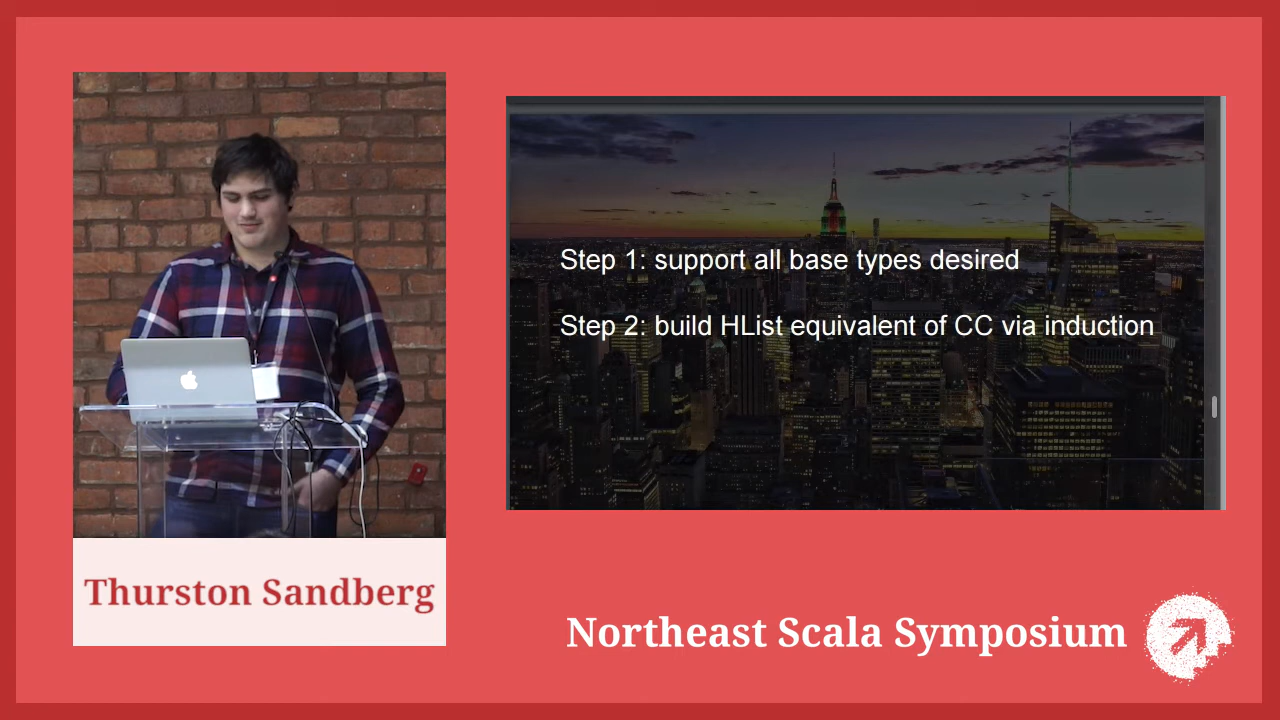 Step 1: support all base types desired
Step 2: build HList equivalent of CC via induction
Thurston Sandberg
Northeast Scala Symposium